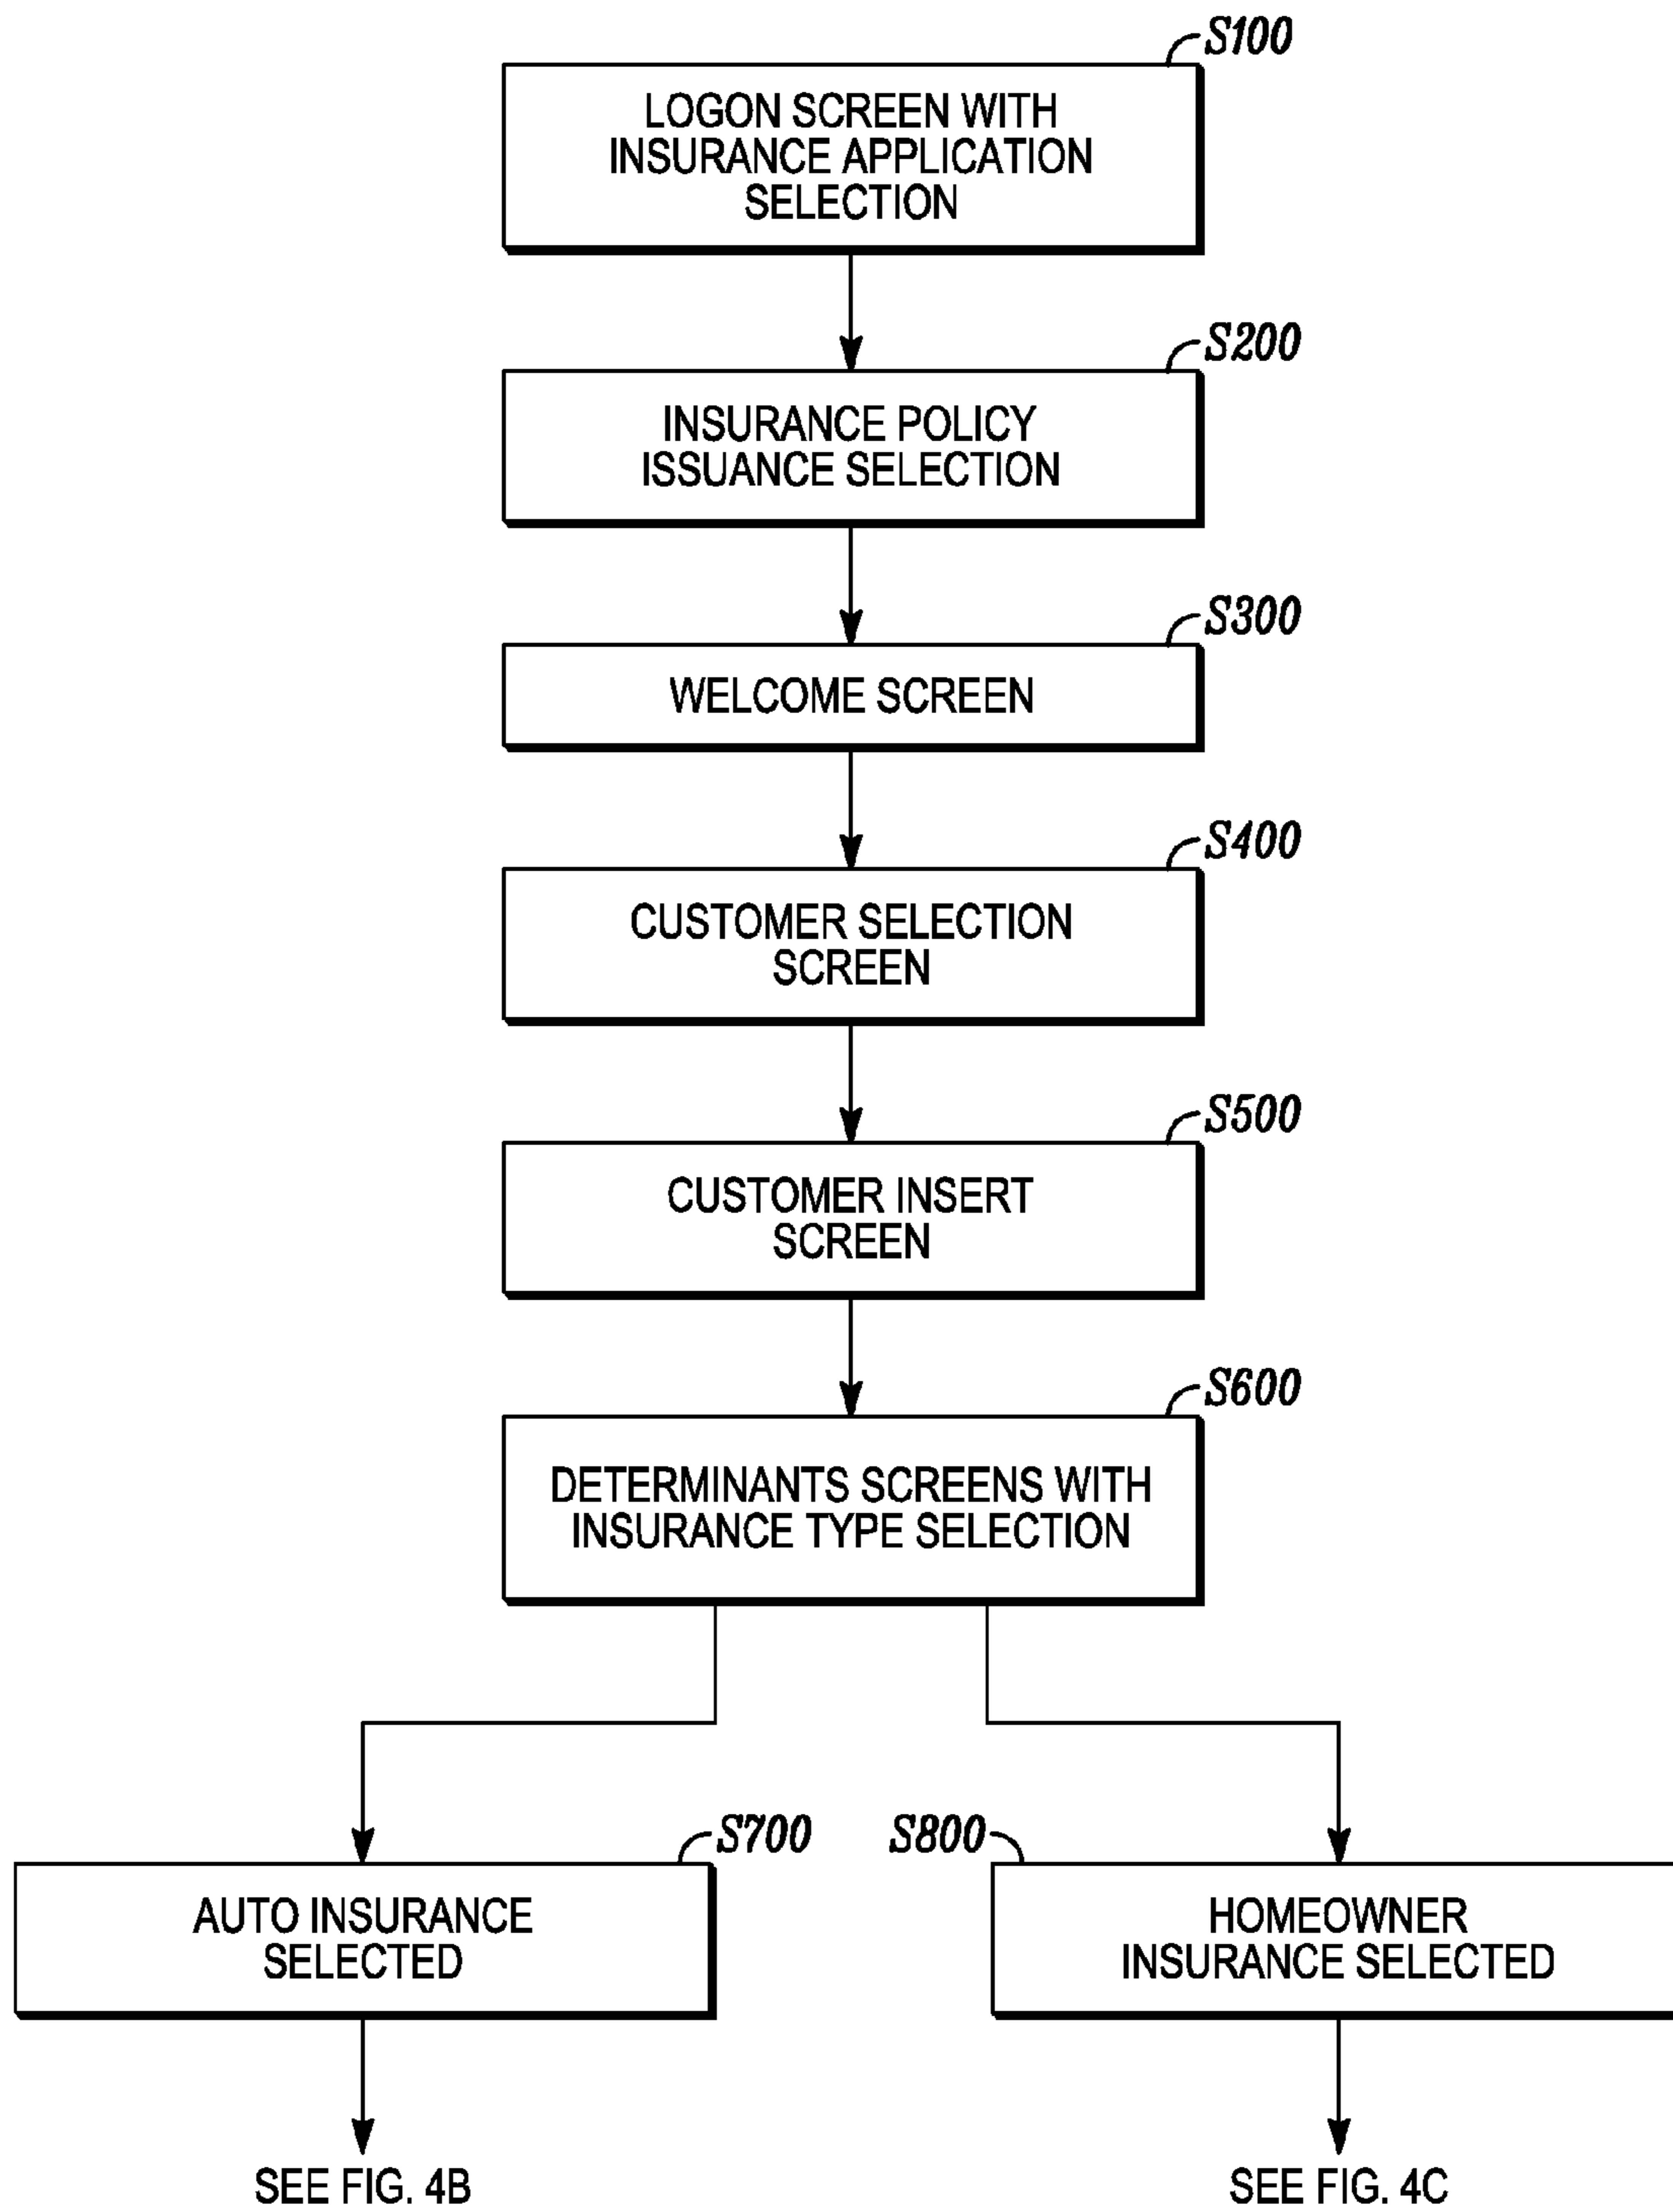 S100
LOGON SCREEN WITH
INSURANCE APPLICATION
SELECTION
S200
INSURANCE POLICY
ISSUANCE SELECTION
S300
WELCOME SCREEN
S400
CUSTOMER SELECTION
SCREEN
S500
CUSTOMER INSERT
SCREEN
S600
DETERMINANTS SCREENS WITH
INSURANCE TYPE SELECTION
S700
AUTO INSURANCE
SELECTED
SEE FIG. 4B
S800
HOMEOWNER
INSURANCE SELECTED
SEE FIG. 4C